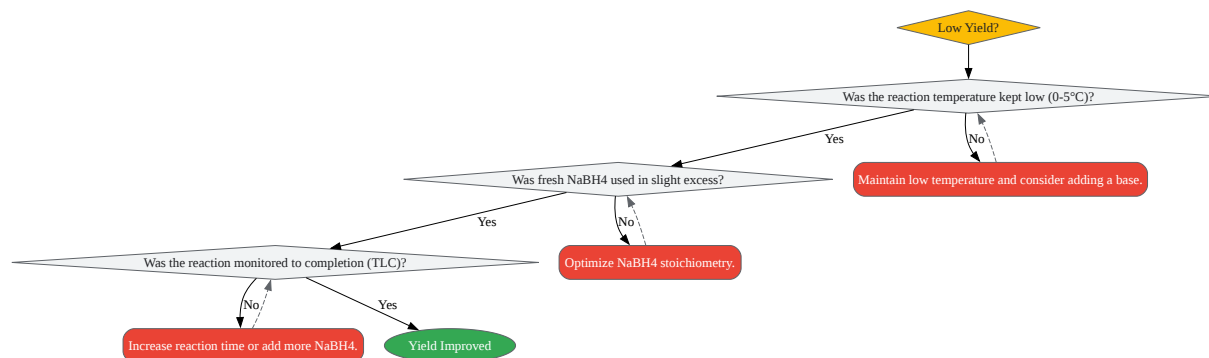 Low Yield?
Was the reaction temperature kept low (0-5°C)?
Yes
No
Was fresh NaBH4 used in slight excess?
Maintain low temperature and consider adding a base.
Yes
No
Was the reaction monitored to completion (TLC)?
Optimize NaBH4 stoichiometry.
No
Yes
Increase reaction time or add more NaBH4.
Yield Improved